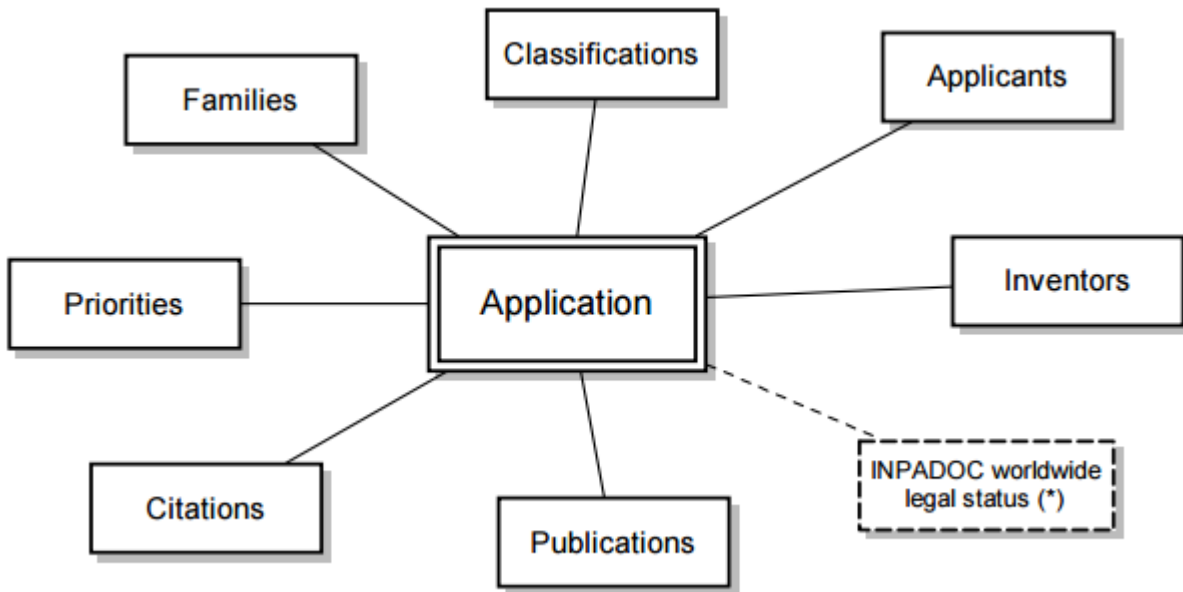 Classifications
Applicants
Families
Inventors
Priorities
Application
INPADOC worldwide
legal status (*)
Citations
Publications